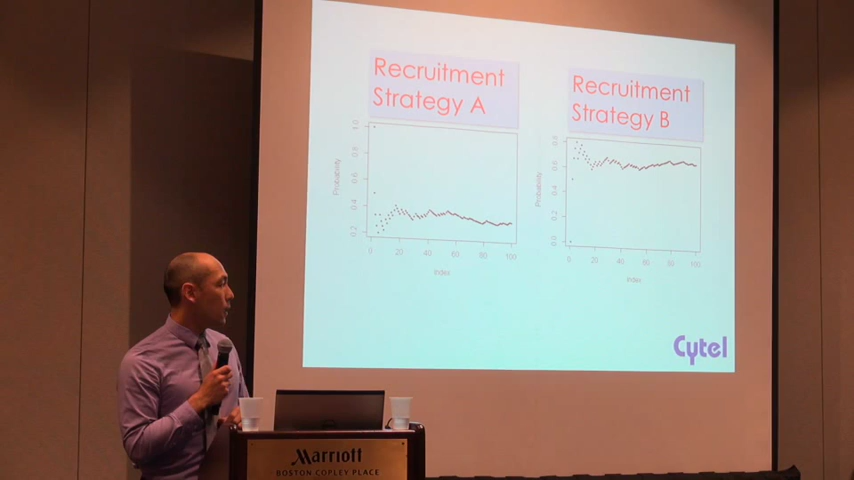 Recruitment
Strategy A
Recruitment
Strategy B
Probability
1.0
0.8
0.6
0.4
0.2
0
20
40
60
80
100
Index
Probability
0.8
0.6
0.4
0.2
0.0
0
20
40
60
80
100
Index
Cytel
Marriott
BOSTON COPLEY PLACE